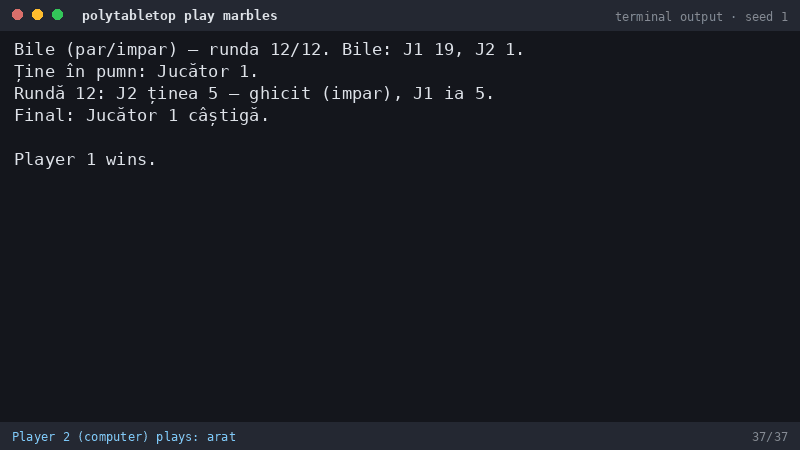 polytabletop play marbles
terminal output · seed 1
Bile (par/impar) — runda 12/12. Bile: J1 19, J2 1.
Ține în pumn: Jucător 1.
Rundă 12: J2 ținea 5 — ghicit (impar), J1 ia 5.
Final: Jucător 1 câștigă.
Player 1 wins.
Player 2 (computer) plays: arat
37/37